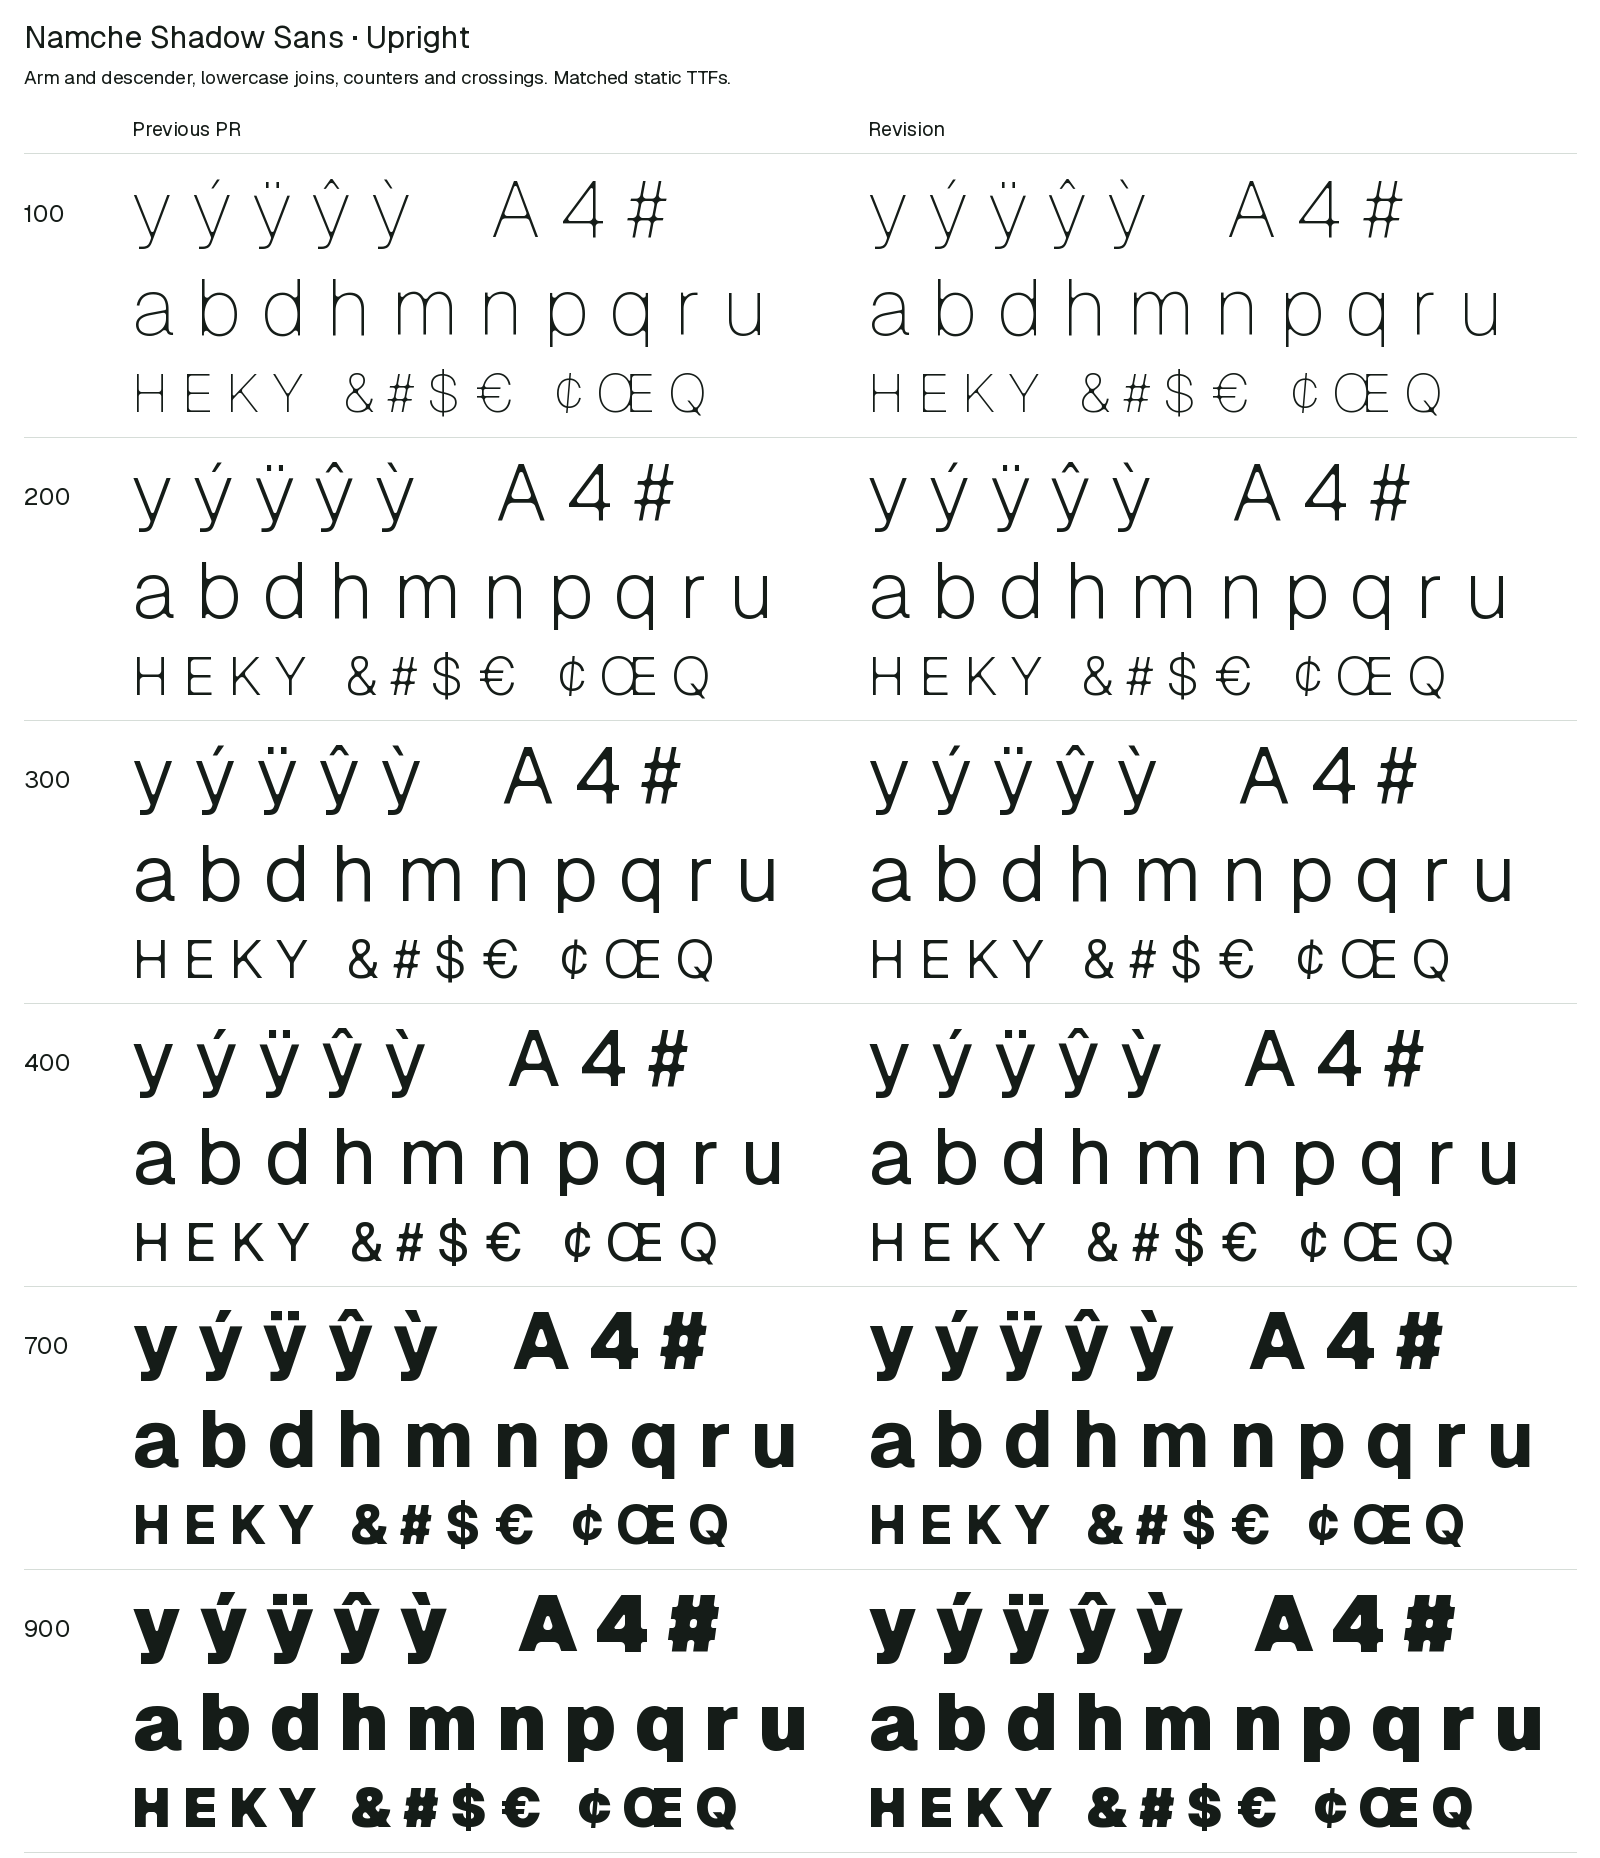 Namche Shadow Sans · Upright
Arm and descender, lowercase joins, counters and crossings. Matched static TTFs.
Previous PR Revision
100 y ý ÿ ŷ ỳ A 4 # y ý ÿ ŷ ỳ A 4 #
a b d h m n p q r u a b d h m n p q r u
H E K Y & # $ € ¢ Œ Q H E K Y & # $ € ¢ Œ Q
200 y ý ÿ ŷ ỳ A 4 # y ý ÿ ŷ ỳ A 4 #
a b d h m n p q r u a b d h m n p q r u
H E K Y & # $ € ¢ Œ Q H E K Y & # $ € ¢ Œ Q
300 y ý ÿ ŷ ỳ A 4 # y ý ÿ ŷ ỳ A 4 #
a b d h m n p q r u a b d h m n p q r u
H E K Y & # $ € ¢ Œ Q H E K Y & # $ € ¢ Œ Q
400 y ý ÿ ŷ ỳ A 4 # y ý ÿ ŷ ỳ A 4 #
a b d h m n p q r u a b d h m n p q r u
H E K Y & # $ € ¢ Œ Q H E K Y & # $ € ¢ Œ Q
700 y ý ÿ ŷ ỳ A 4 # y ý ÿ ŷ ỳ A 4 #
a b d h m n p q r u a b d h m n p q r u
H E K Y & # $ € ¢ Œ Q H E K Y & # $ € ¢ Œ Q
900 y ý ÿ ŷ ỳ A 4 # y ý ÿ ŷ ỳ A 4 #
a b d h m n p q r u a b d h m n p q r u
H E K Y & # $ € ¢ Œ Q H E K Y & # $ € ¢ Œ Q